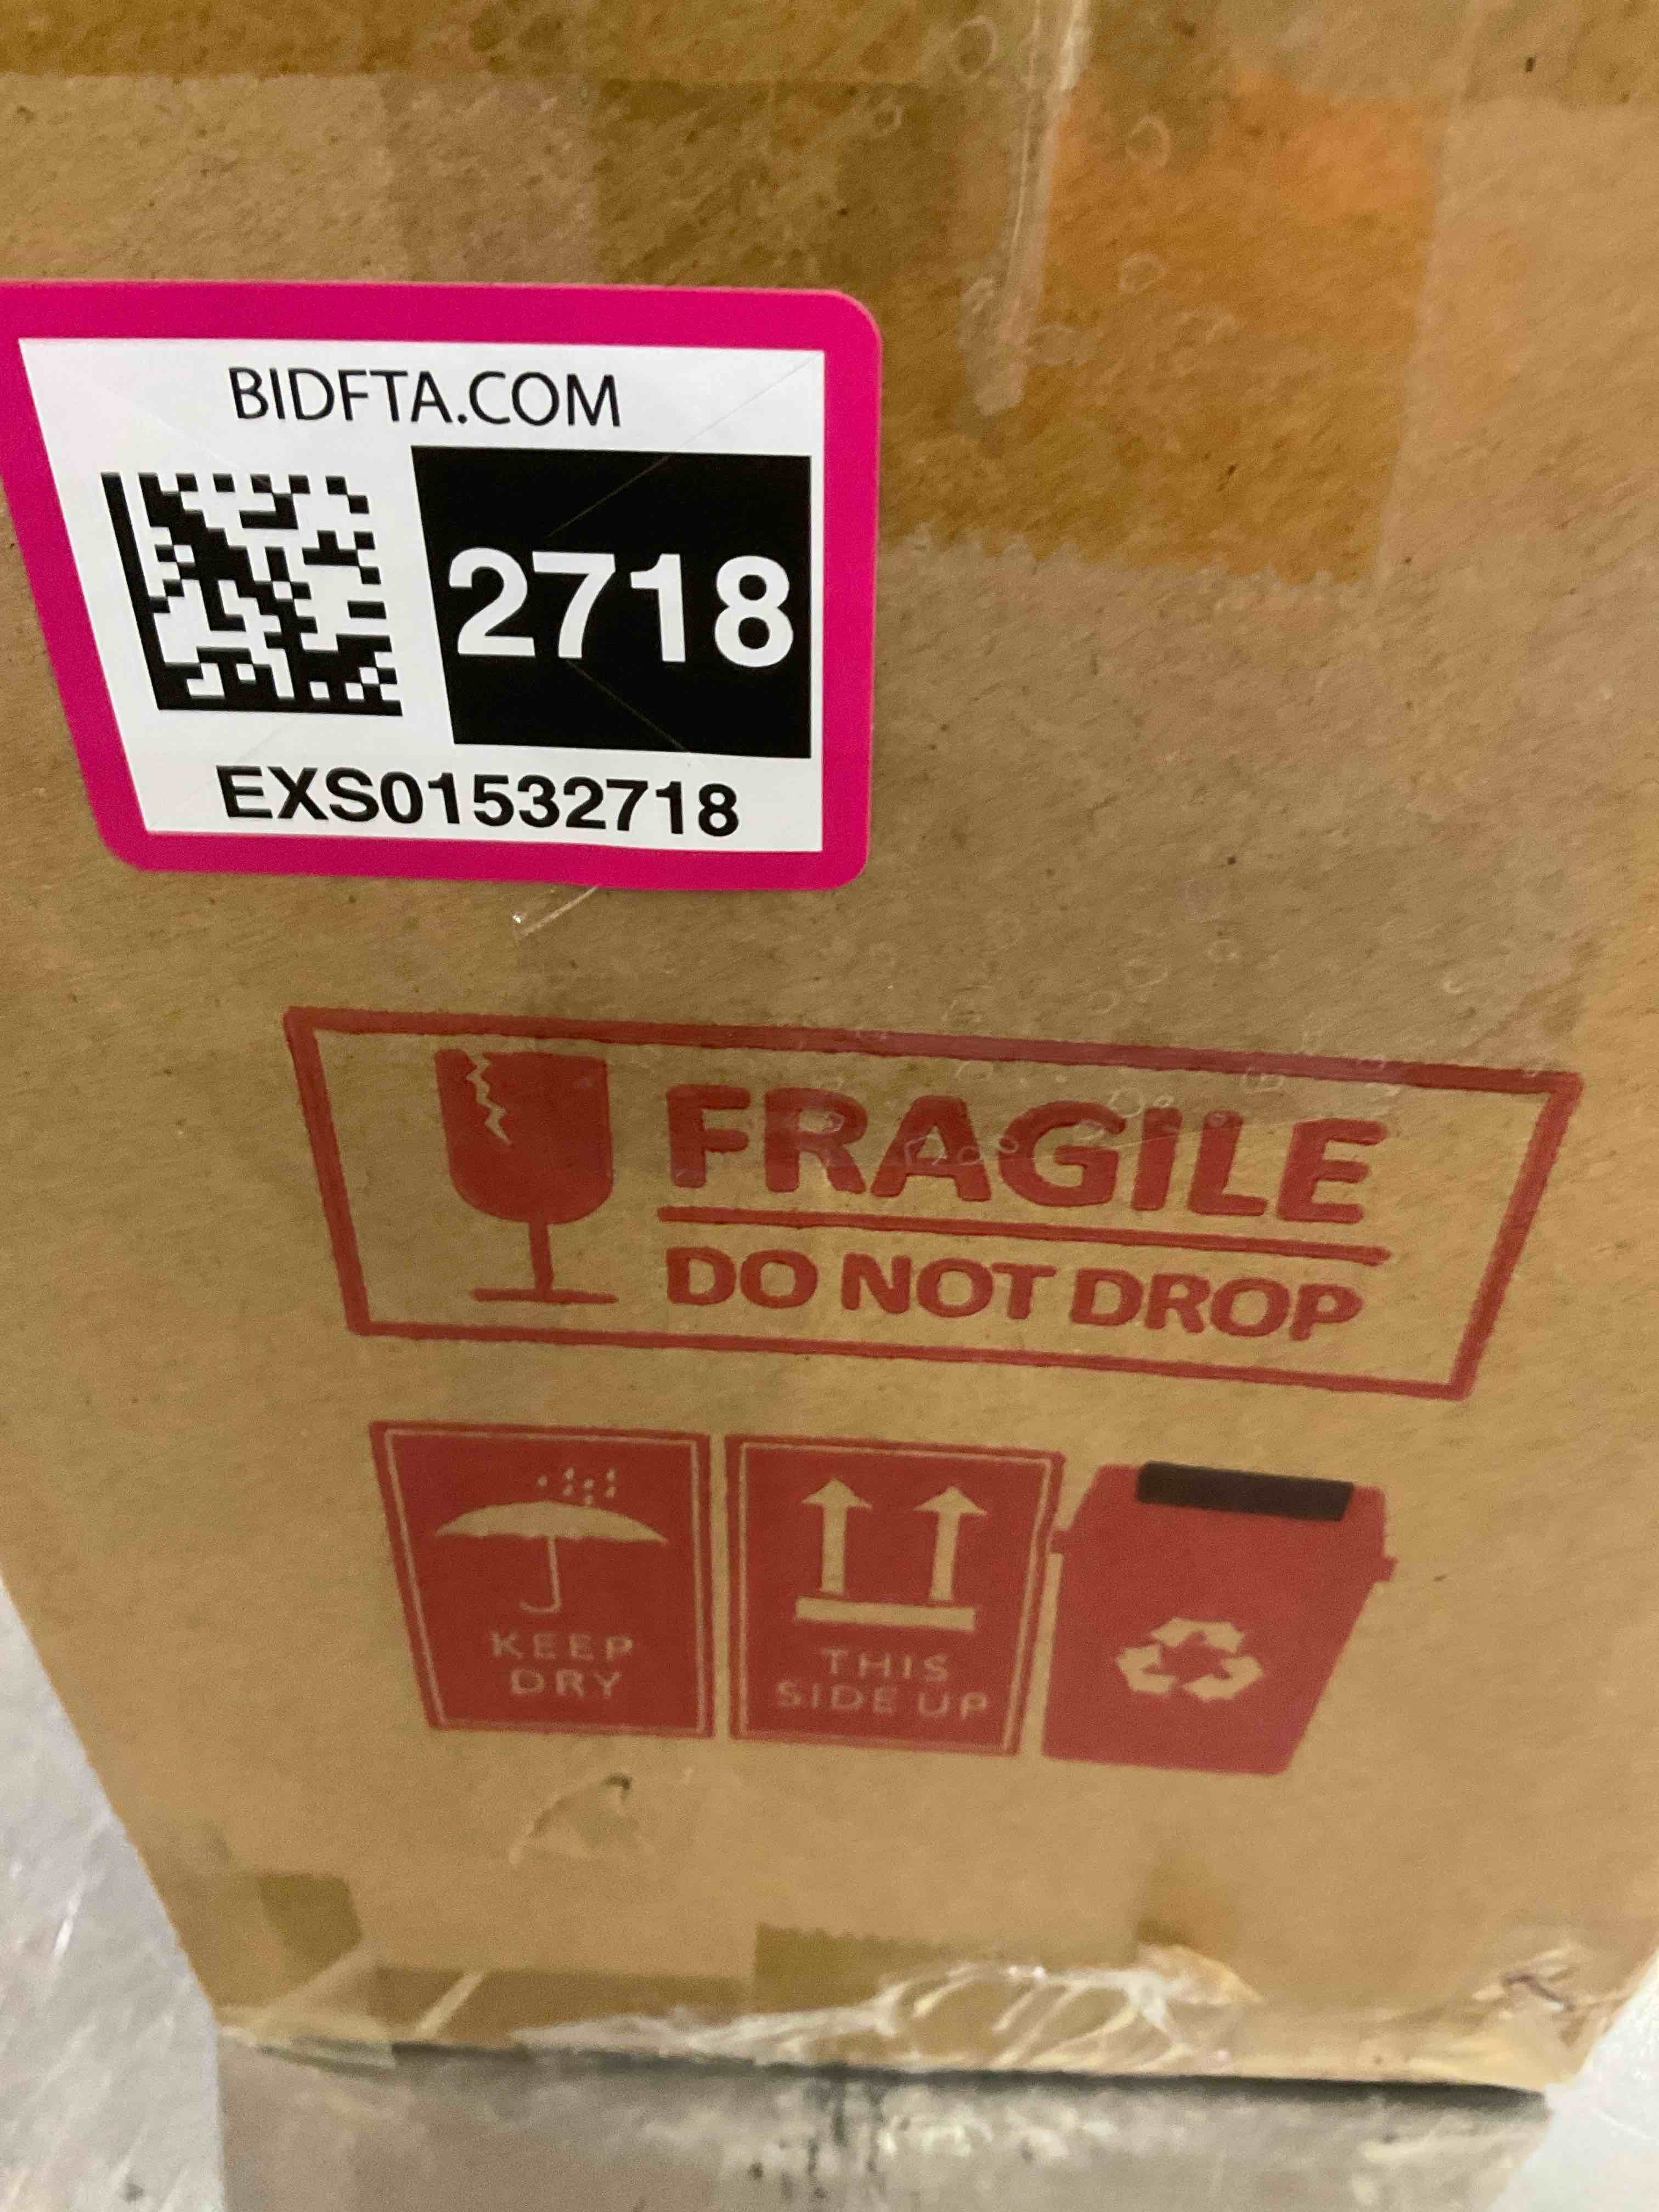 BIDFTA.COM
2718
EXS01532718
FRAGILE
DO NOT DROP
KEEP
DRY
THIS
SIDE UP